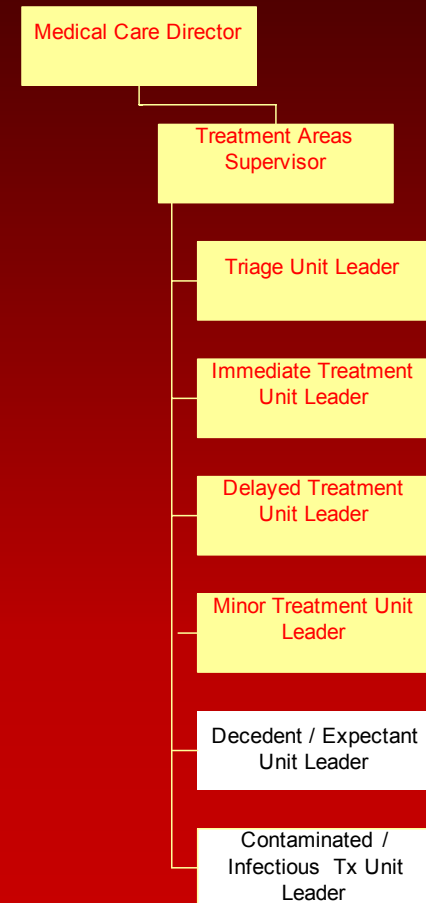 Medical Care Director
Treatment Areas
Supervisor
Triage Unit Leader
Immediate Treatment
Unit Leader
Delayed Treatment
Unit Leader
Minor Treatment Unit
Leader
Decedent / Expectant
Unit Leader
Contaminated /
Infectious Tx Unit
Leader